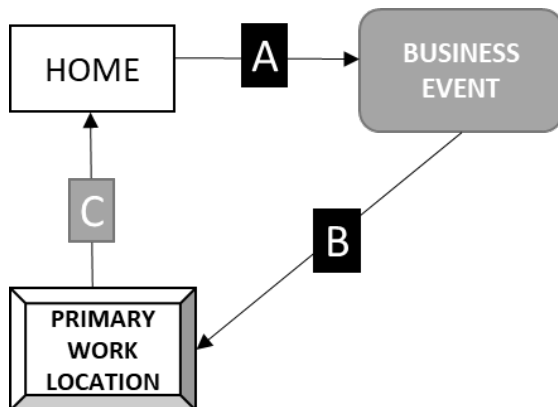 HOME
A
BUSINESS
EVENT
C
B
PRIMARY
WORK
LOCATION